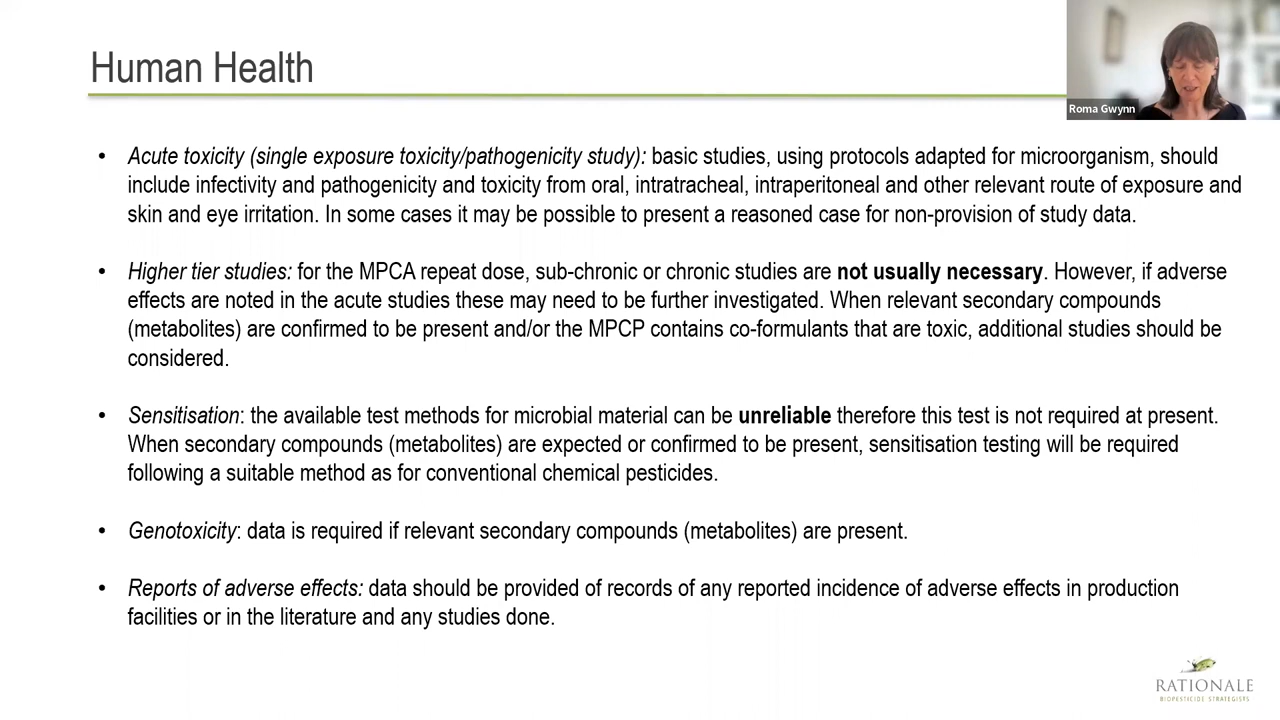 Human Health
Roma Gwynn
• Acute toxicity (single exposure toxicity/pathogenicity study): basic studies, using protocols adapted for microorganism, should
include infectivity and pathogenicity and toxicity from oral, intratracheal, intraperitoneal and other relevant route of exposure and
skin and eye irritation. In some cases it may be possible to present a reasoned case for non-provision of study data.
• Higher tier studies: for the MPCA repeat dose, sub-chronic or chronic studies are not usually necessary. However, if adverse
effects are noted in the acute studies these may need to be further investigated. When relevant secondary compounds
(metabolites) are confirmed to be present and/or the MPCP contains co-formulants that are toxic, additional studies should be
considered.
• Sensitisation: the available test methods for microbial material can be unreliable therefore this test is not required at present.
When secondary compounds (metabolites) are expected or confirmed to be present, sensitisation testing will be required
following a suitable method as for conventional chemical pesticides.
• Genotoxicity: data is required if relevant secondary compounds (metabolites) are present.
• Reports of adverse effects: data should be provided of records of any reported incidence of adverse effects in production
facilities or in the literature and any studies done.
RATIONALE
BIOPESTICIDE STRATEGISTS